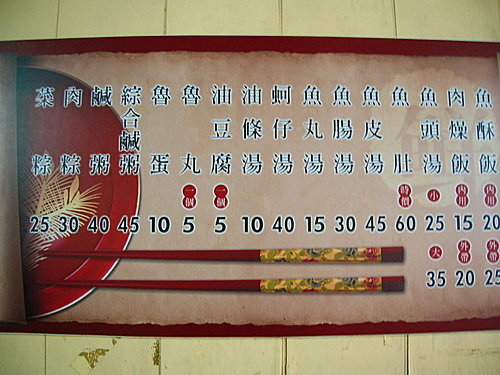 魚酥飯 內用 20 外帶 25
肉燥飯 內用 15 外帶 20
魚頭湯 小 25 大 35
魚肚 時價 60
魚皮湯 45
魚腸湯 30
魚丸湯 15
蚵仔湯 40
油條湯 10
油豆腐 一個 5
魯丸 一個 5
魯蛋 10
綜合鹹粥 45
鹹粥 40
肉粽 30
菜粽 25